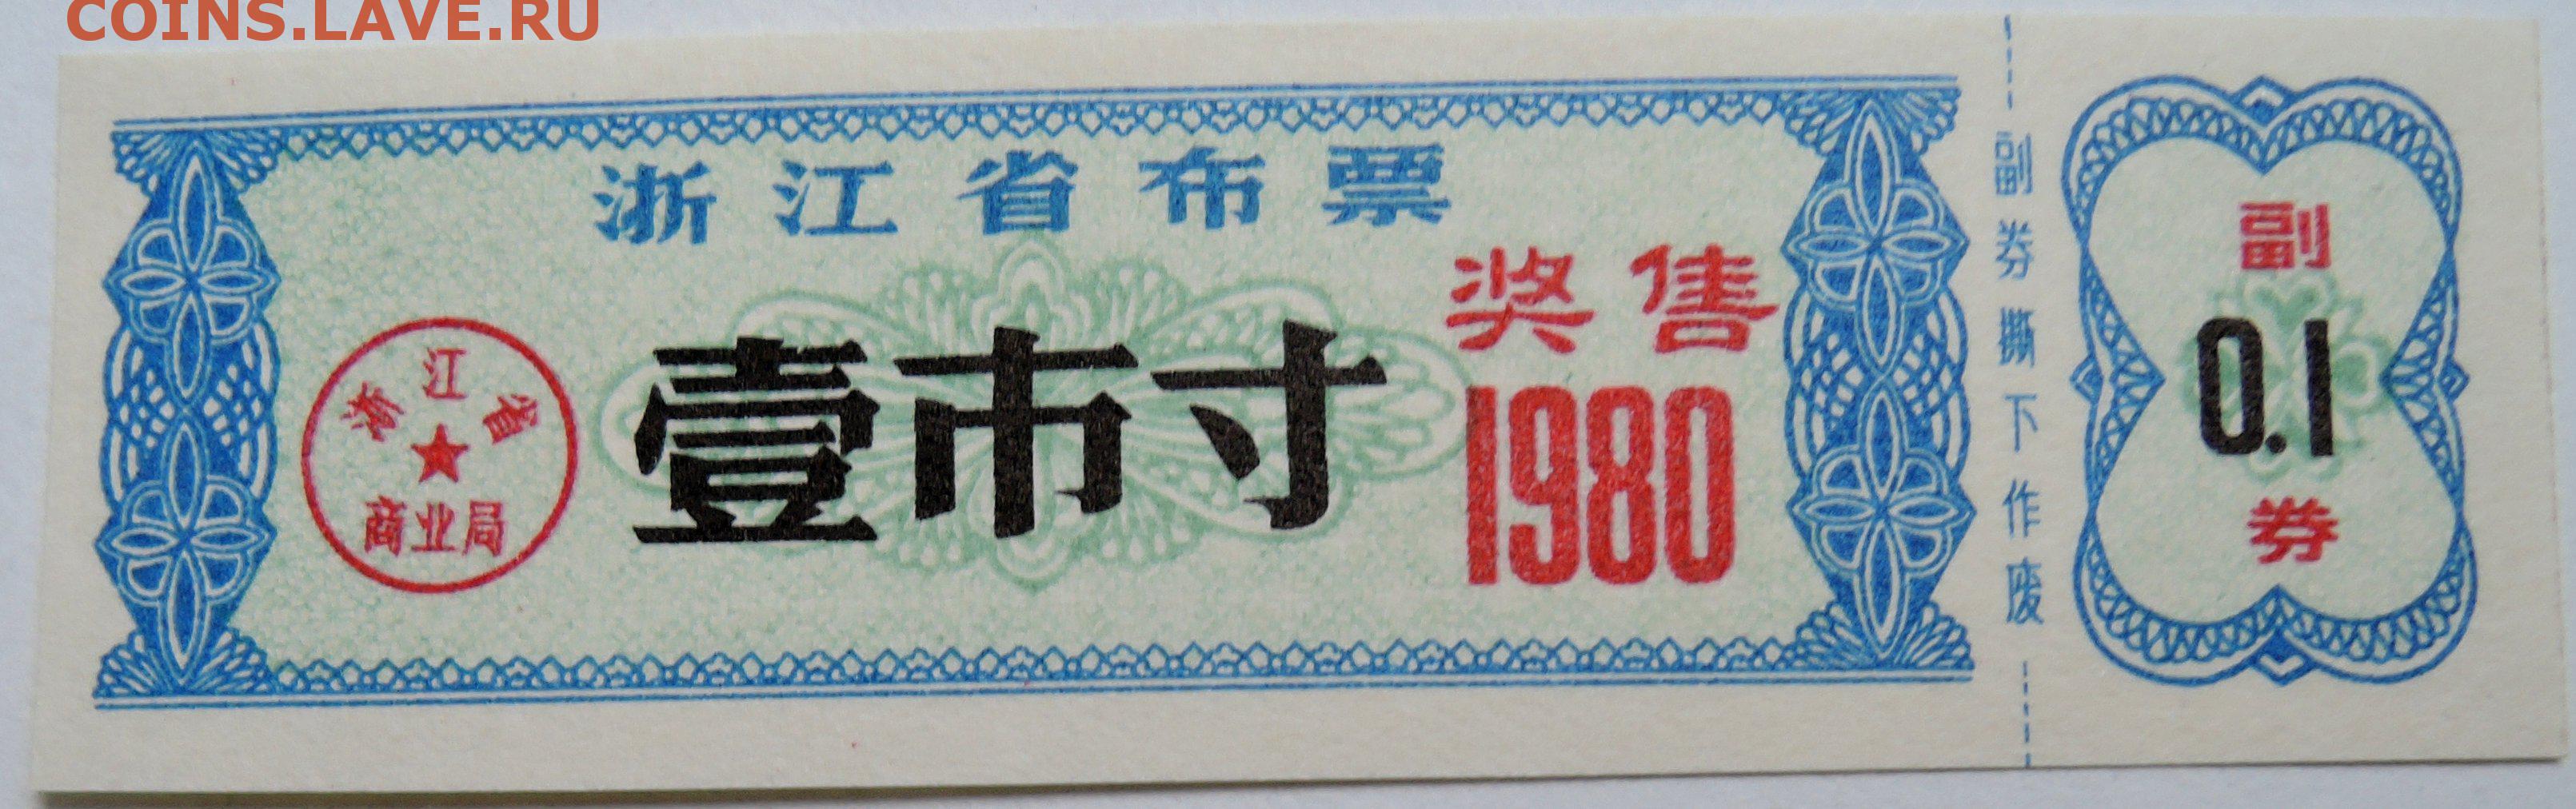 COINS.LAVE.RU
浙江省布票
奖售
1980
壹市寸
浙江省
商业局
副券撕下作废
副
0.1
券